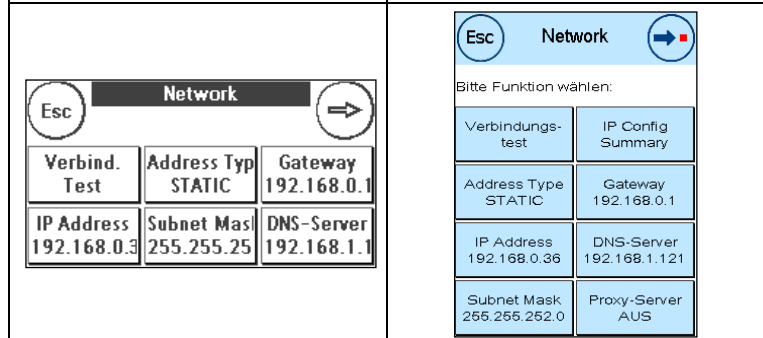 Esc
Network
Verbind.
Test
Address Typ
STATIC
Gateway
192.168.0.1
IP Address
192.168.0.3
Subnet Mas
255.255.25
DNS-Server
192.168.1.1
Esc
Network
Bitte Funktion wählen:
Verbindungs-
test
IP Config
Summary
Address Type
STATIC
Gateway
192.168.0.1
IP Address
192.168.0.36
DNS-Server
192.168.1.121
Subnet Mask
255.255.252.0
Proxy-Server
AUS